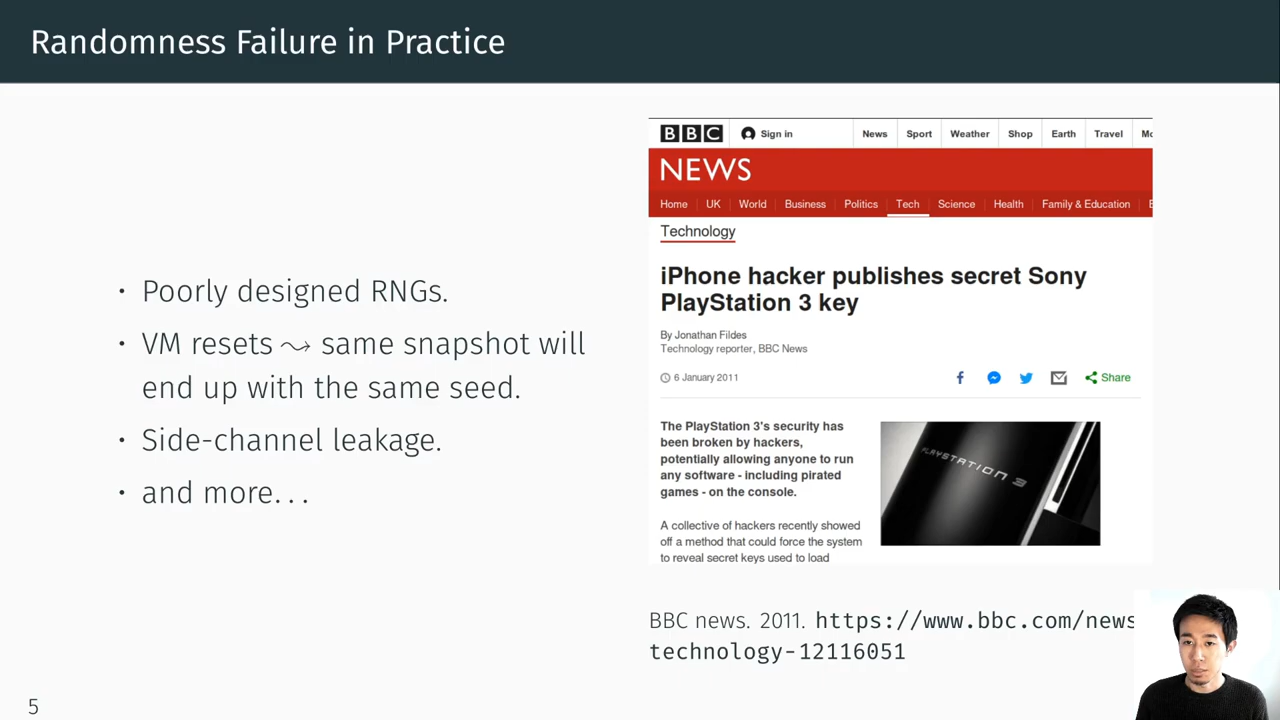 Randomness Failure in Practice
• Poorly designed RNGs.
• VM resets ⤳ same snapshot will
end up with the same seed.
• Side-channel leakage.
• and more. . .
BBC Sign in News Sport Weather Shop Earth Travel Mo
NEWS
Home UK World Business Politics Tech Science Health Family & Education E
Technology
iPhone hacker publishes secret Sony
PlayStation 3 key
By Jonathan Fildes
Technology reporter, BBC News
6 January 2011 Share
The PlayStation 3's security has
been broken by hackers,
potentially allowing anyone to run
any software - including pirated
games - on the console.
PLAYSTATION 3
A collective of hackers recently showed
off a method that could force the system
to reveal secret keys used to load
BBC news. 2011. https://www.bbc.com/news
technology-12116051
5